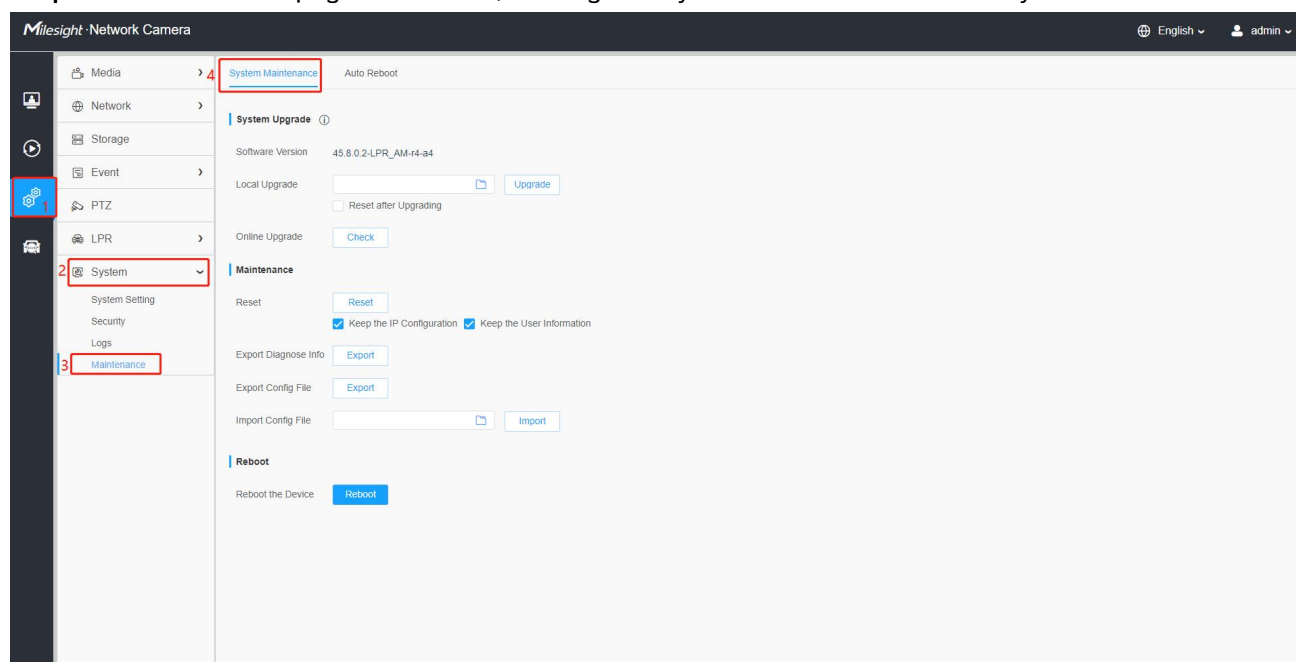 Milesight·Network Camera
English
admin
Media
4
System Maintenance
Auto Reboot
Network
System Upgrade
Storage
Software Version
45.8.0.2-LPR_AM-r4-a4
Event
Local Upgrade
Upgrade
1
PTZ
Reset after Upgrading
LPR
Online Upgrade
Check
2
System
Maintenance
System Setting
Reset
Reset
Security
Keep the IP Configuration
Keep the User Information
Logs
Export Diagnose Info
Export
3
Maintenance
Export Config File
Export
Import Config File
Import
Reboot
Reboot the Device
Reboot